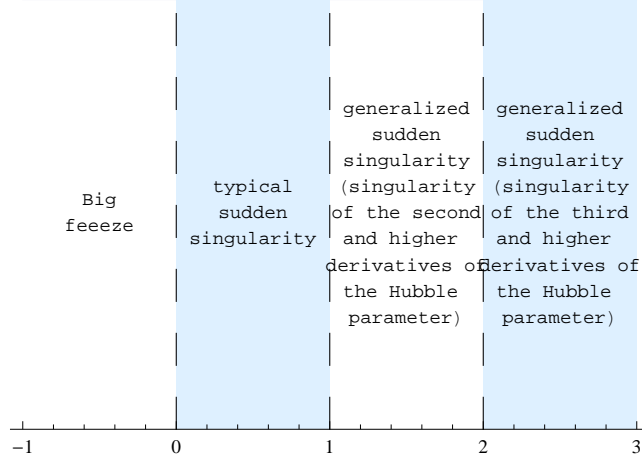 Big
feeeze
typical
sudden
singularity
generalized
sudden
singularity
(singularity
of the second
and higher
derivatives of
the Hubble
parameter)
generalized
sudden
singularity
(singularity
of the third
and higher
derivatives of
the Hubble
parameter)
−1 0 1 2 3